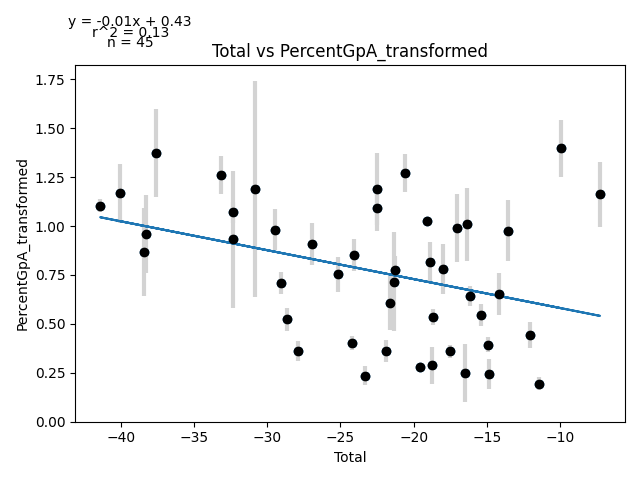 y = -0.01x + 0.43
r^2 = 0.13
n = 45
Total vs PercentGpA_transformed
PercentGpA_transformed
1.75
1.50
1.25
1.00
0.75
0.50
0.25
0.00
−40 −35 −30 −25 −20 −15 −10
Total